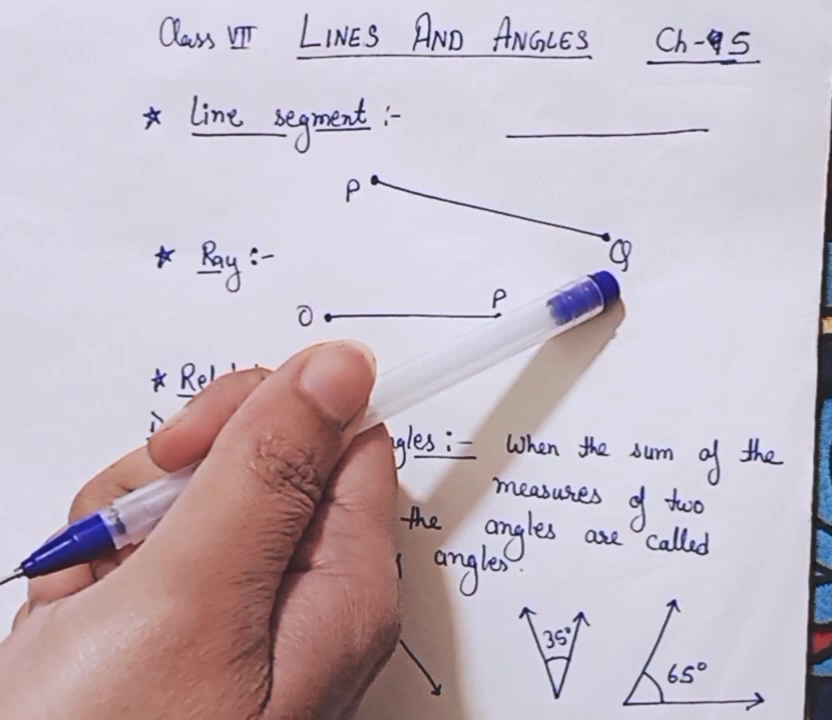 Class VII LINES AND ANGLES Ch-5
* Line segment :-
P
Q
* Ray :-
O P
* Rel
:- When the sum of the
measures of two
the angles are called
angles.
35° 65°